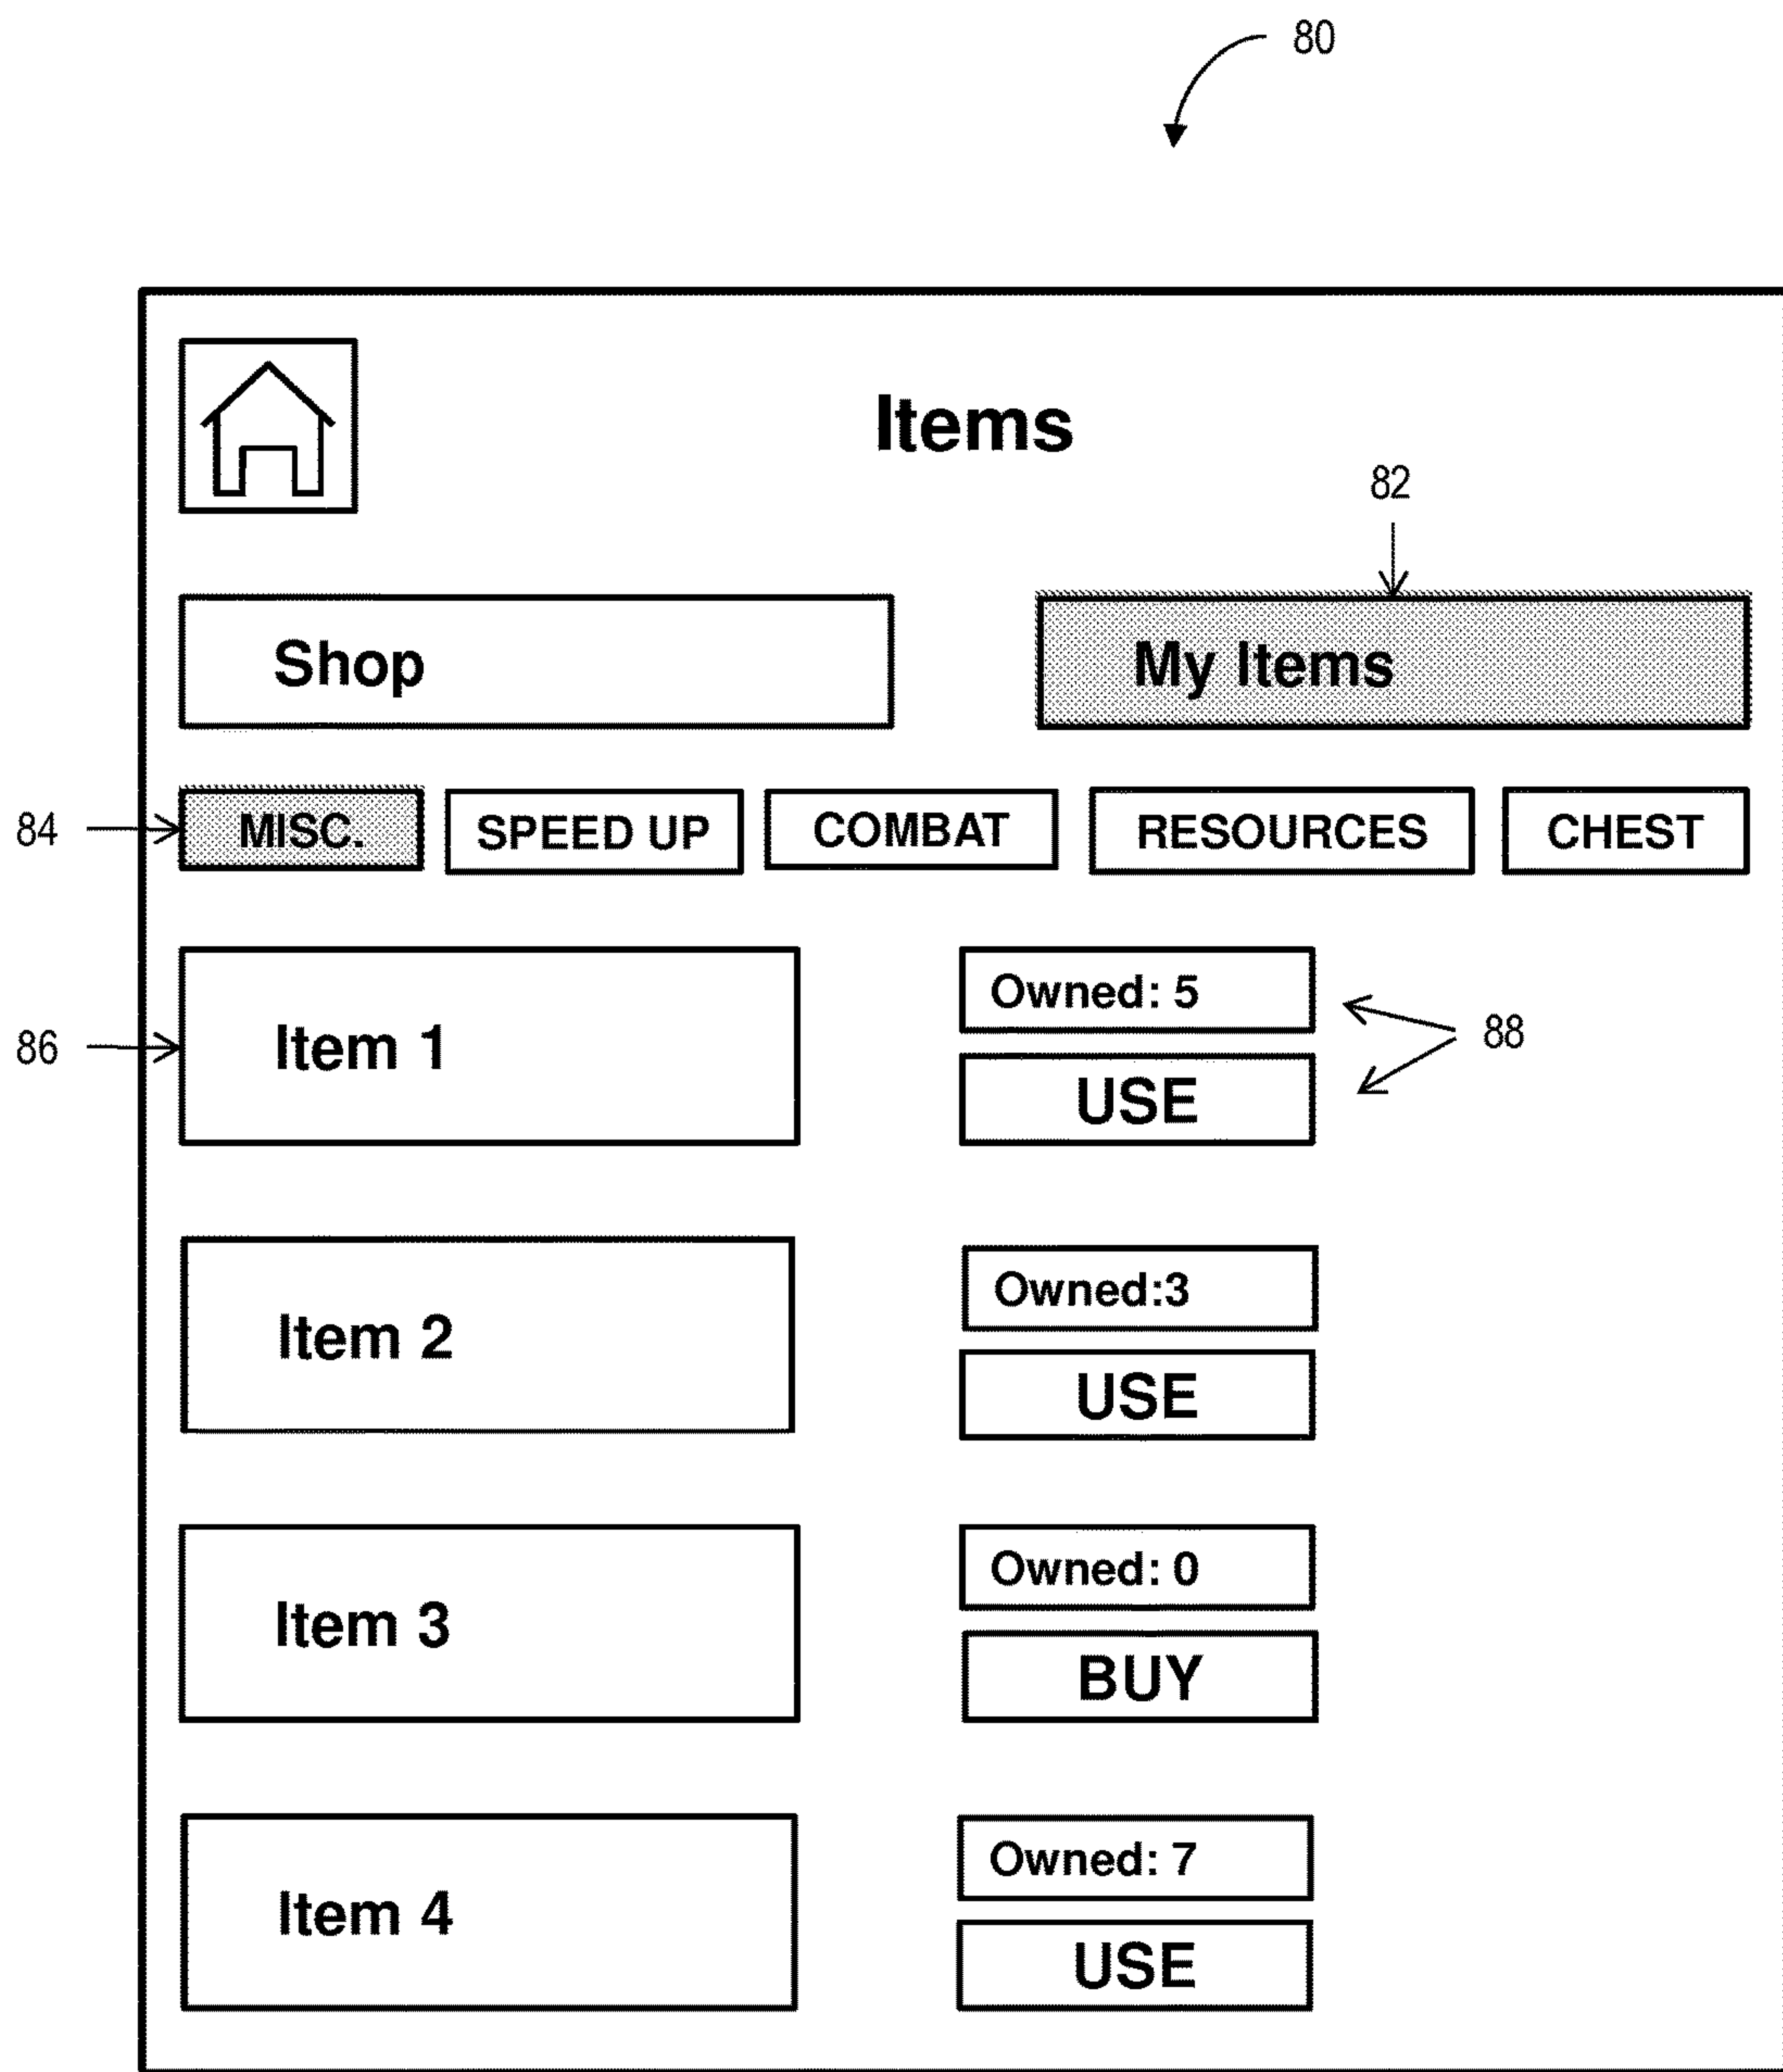 80
Items
82
Shop
My Items
84
MISC.
SPEED UP
COMBAT
RESOURCES
CHEST
Owned: 5
86
Item 1
88
USE
Item 2
Owned:3
USE
Item 3
Owned: 0
BUY
Item 4
Owned: 7
USE